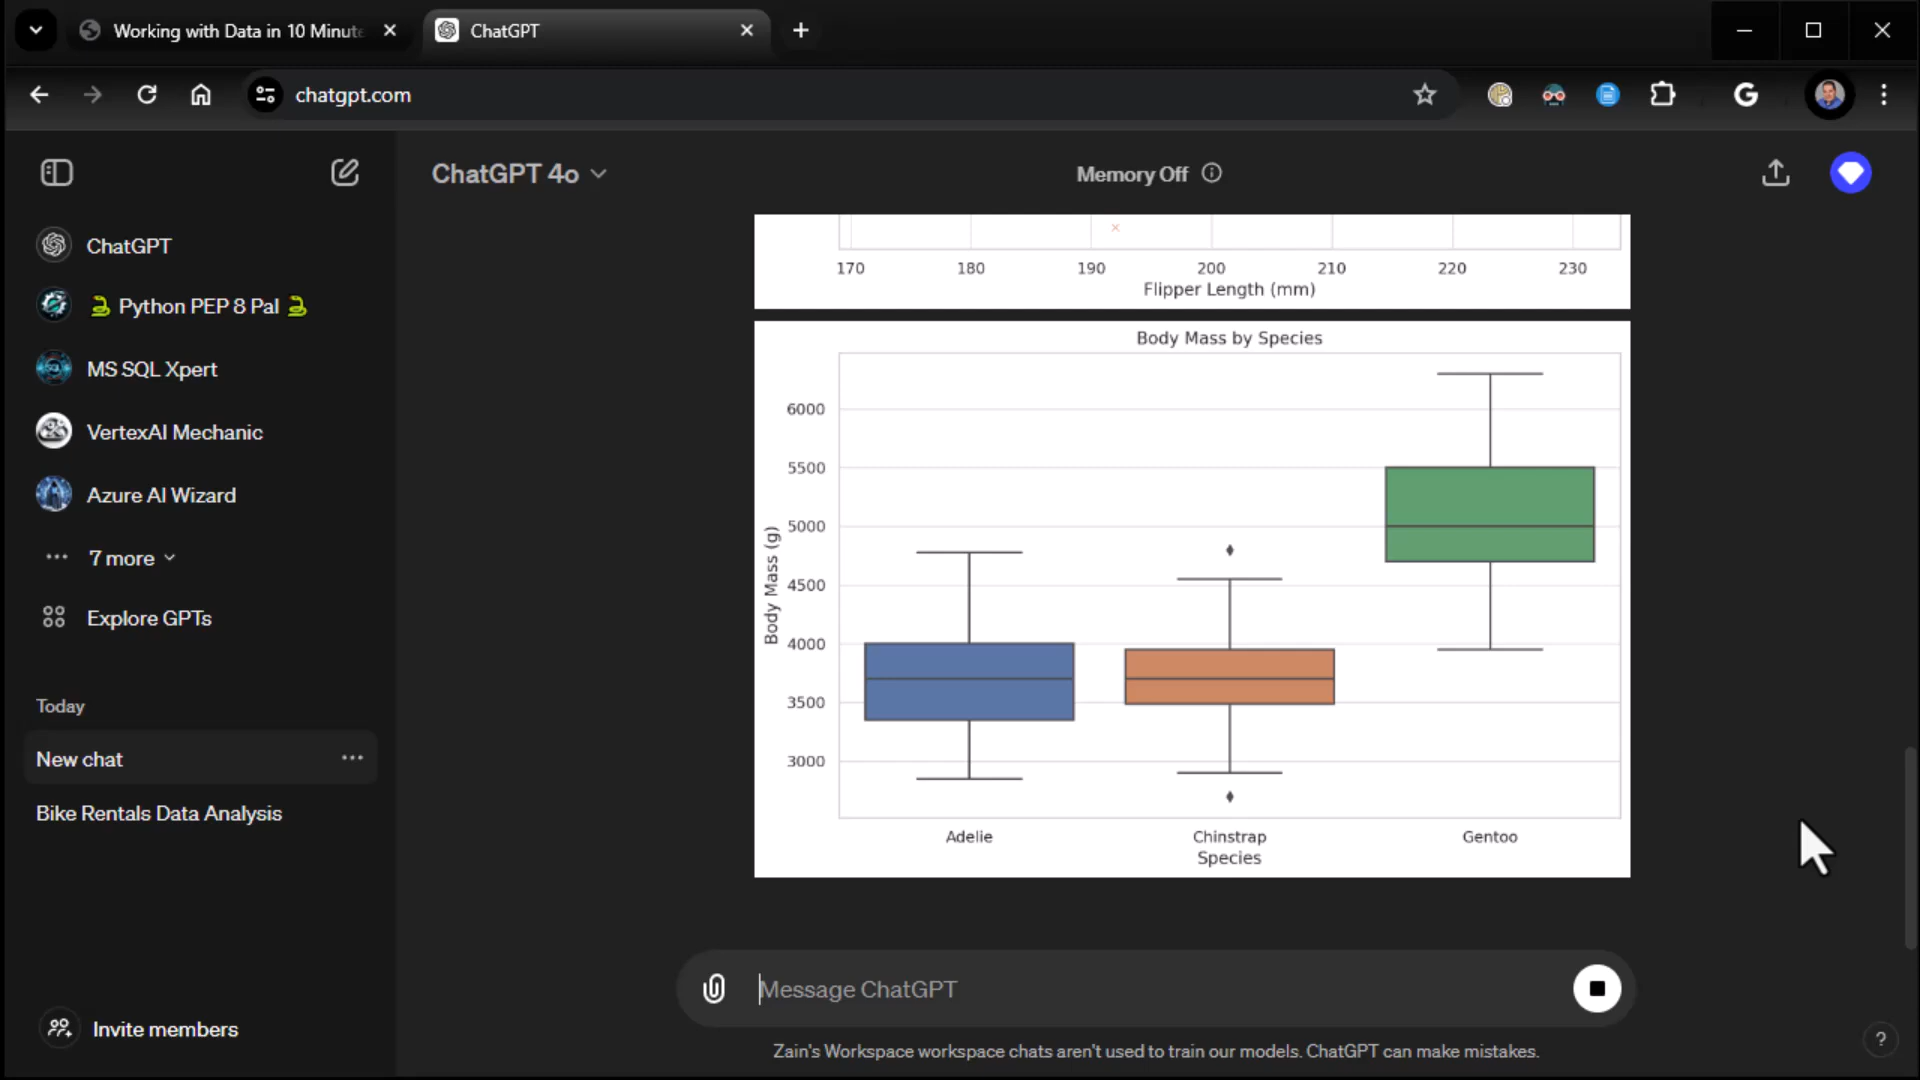 Working with Data in 10 Minute
ChatGPT
chatgpt.com
ChatGPT 4o
Memory Off
ChatGPT
Python PEP 8 Pal
MS SQL Xpert
VertexAI Mechanic
Azure AI Wizard
7 more
Explore GPTs
Today
New chat
Bike Rentals Data Analysis
Invite members
170 180 190 200 210 220 230
Flipper Length (mm)
Body Mass by Species
Body Mass (g)
6000
5500
5000
4500
4000
3500
3000
Adelie Chinstrap Gentoo
Species
Message ChatGPT
Zain's Workspace workspace chats aren't used to train our models. ChatGPT can make mistakes.
?